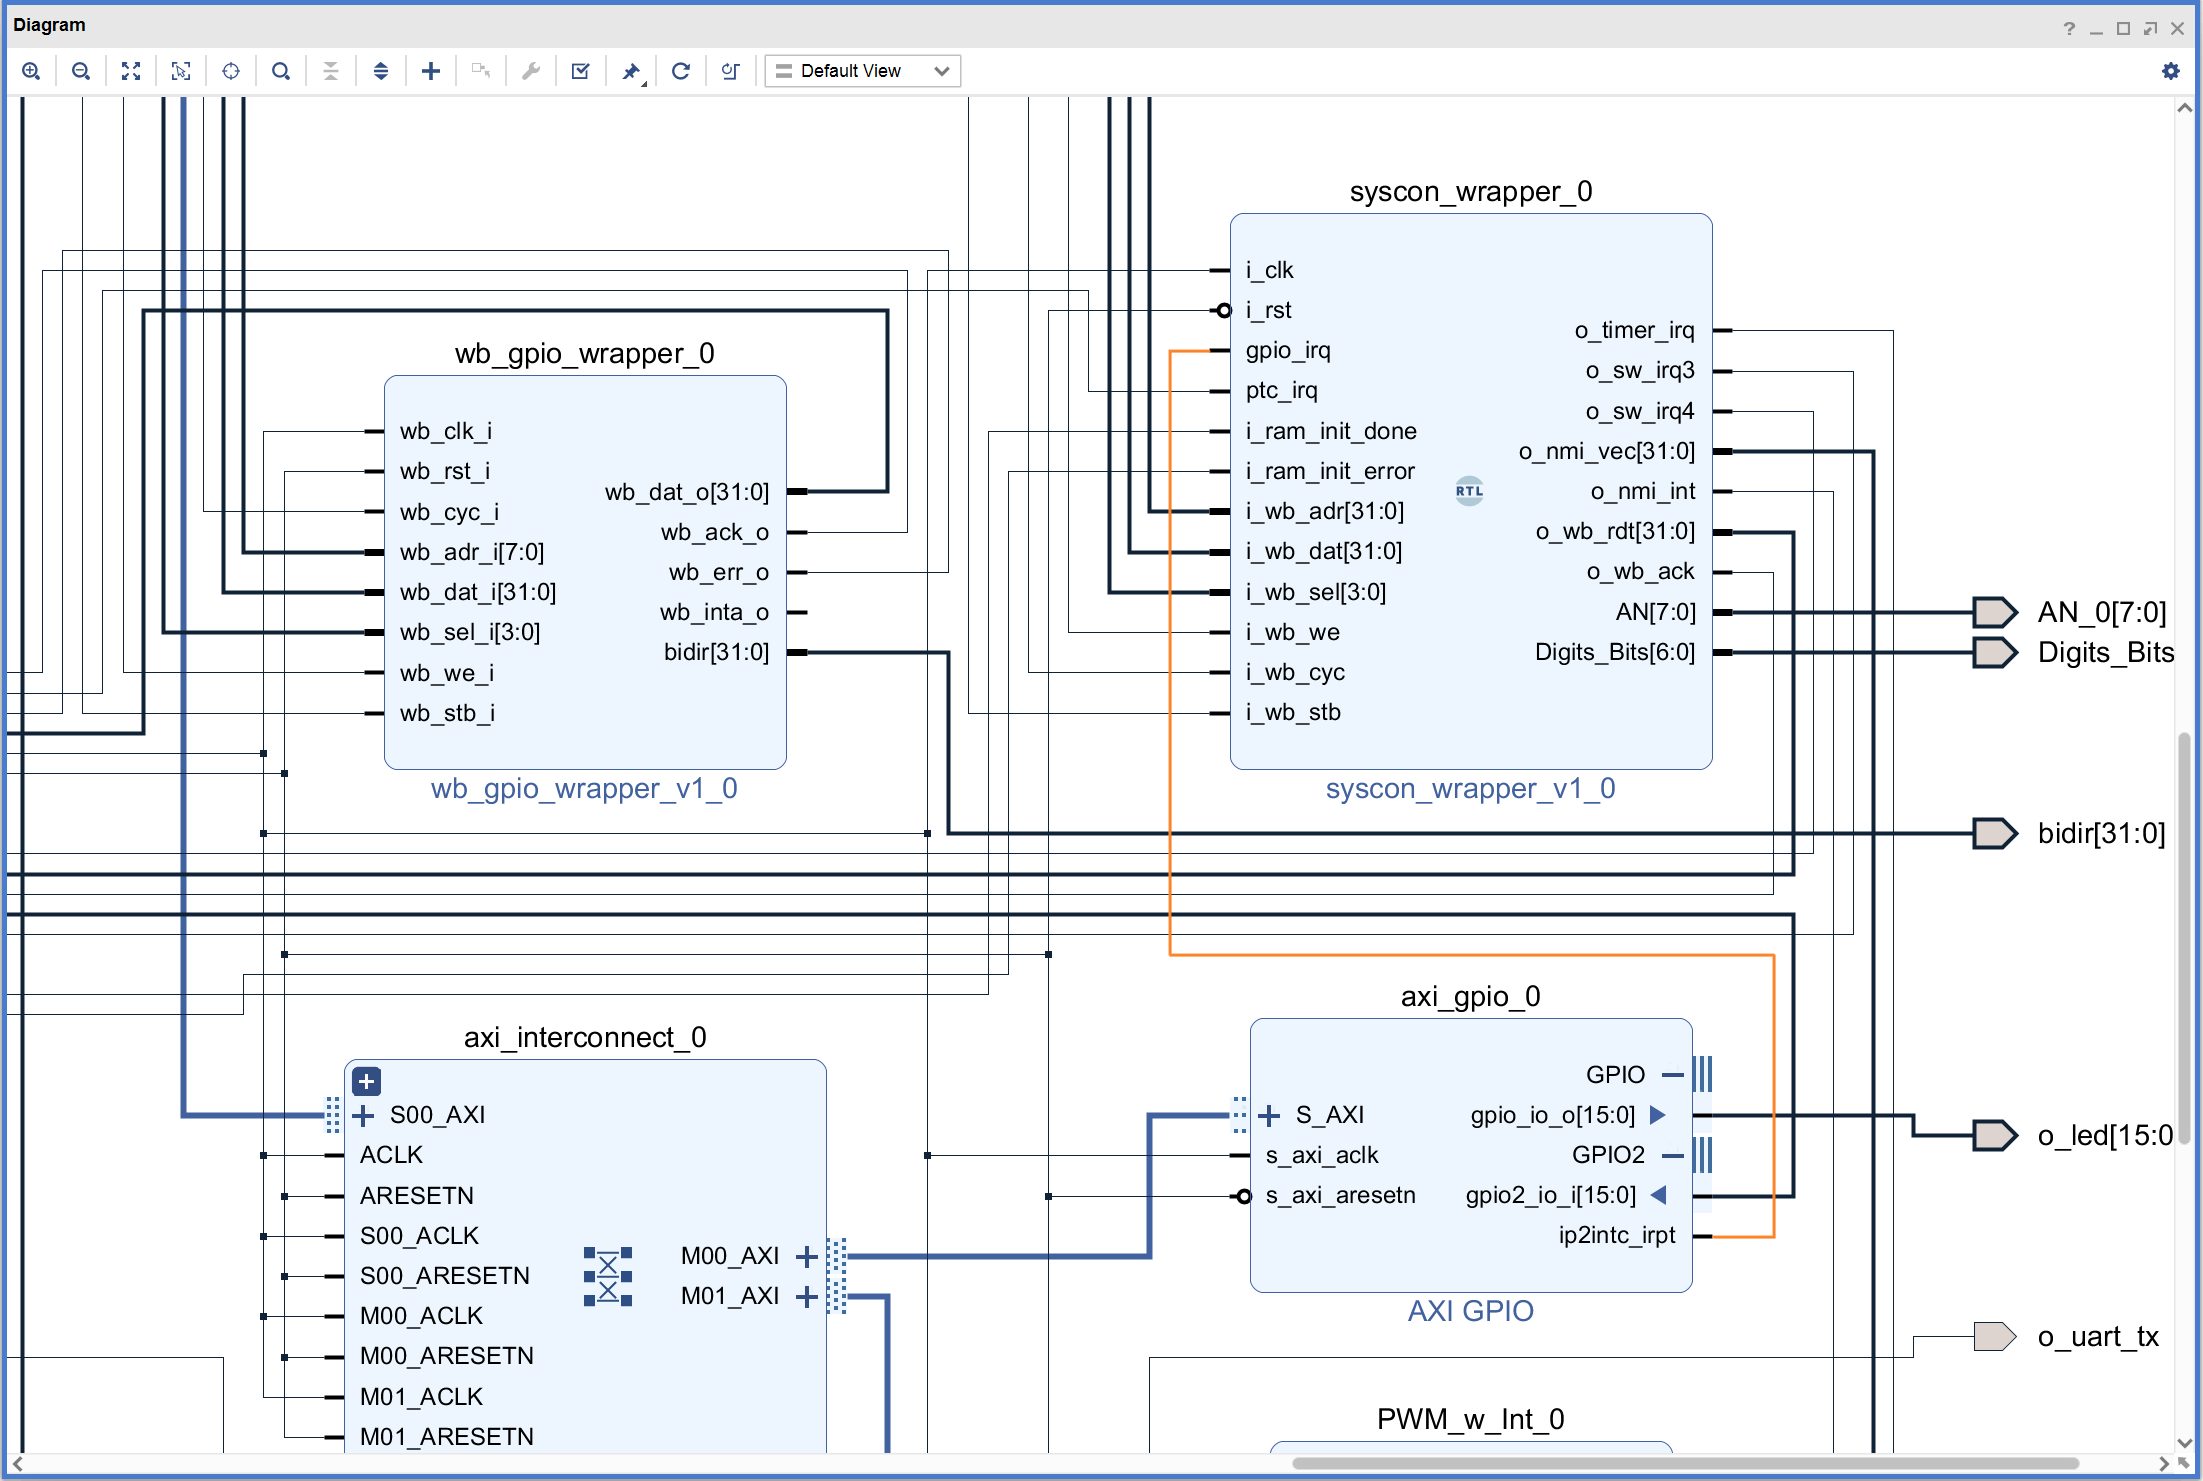 Diagram
Default View
syscon_wrapper_0
i_clk
i_rst
gpio_irq
ptc_irq
i_ram_init_done
i_ram_init_error
i_wb_adr[31:0]
i_wb_dat[31:0]
i_wb_sel[3:0]
i_wb_we
i_wb_cyc
i_wb_stb
RTL
o_timer_irq
o_sw_irq3
o_sw_irq4
o_nmi_vec[31:0]
o_nmi_int
o_wb_rdt[31:0]
o_wb_ack
AN[7:0]
Digits_Bits[6:0]
syscon_wrapper_v1_0
wb_gpio_wrapper_0
wb_clk_i
wb_rst_i
wb_cyc_i
wb_adr_i[7:0]
wb_dat_i[31:0]
wb_sel_i[3:0]
wb_we_i
wb_stb_i
wb_dat_o[31:0]
wb_ack_o
wb_err_o
wb_inta_o
bidir[31:0]
wb_gpio_wrapper_v1_0
AN_0[7:0]
Digits_Bits
bidir[31:0]
axi_interconnect_0
S00_AXI
ACLK
ARESETN
S00_ACLK
S00_ARESETN
M00_ACLK
M00_ARESETN
M01_ACLK
M01_ARESETN
M00_AXI
M01_AXI
axi_gpio_0
S_AXI
s_axi_aclk
s_axi_aresetn
GPIO
gpio_io_o[15:0]
GPIO2
gpio2_io_i[15:0]
ip2intc_irpt
AXI GPIO
o_led[15:0
o_uart_tx
PWM_w_Int_0